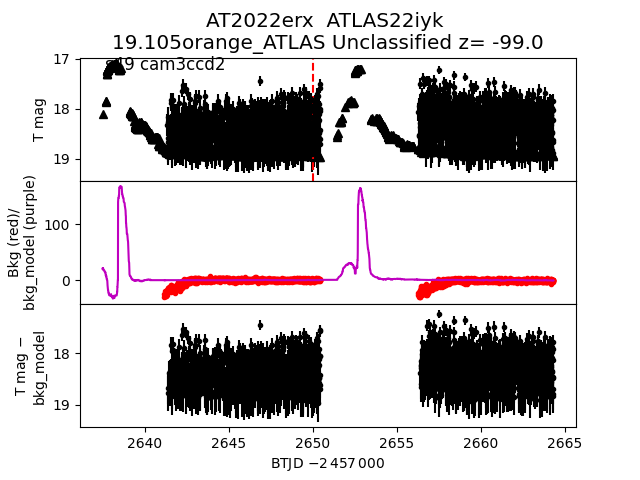 AT2022erx ATLAS22iyk
19.105orange_ATLAS Unclassified z= -99.0
cam3ccd2
17
18
19
T mag
100
0
Bkg (red)/
bkg_model (purple)
18
19
T mag −
bkg_model
2640
2645
2650
2655
2660
2665
BTJD −2 457 000